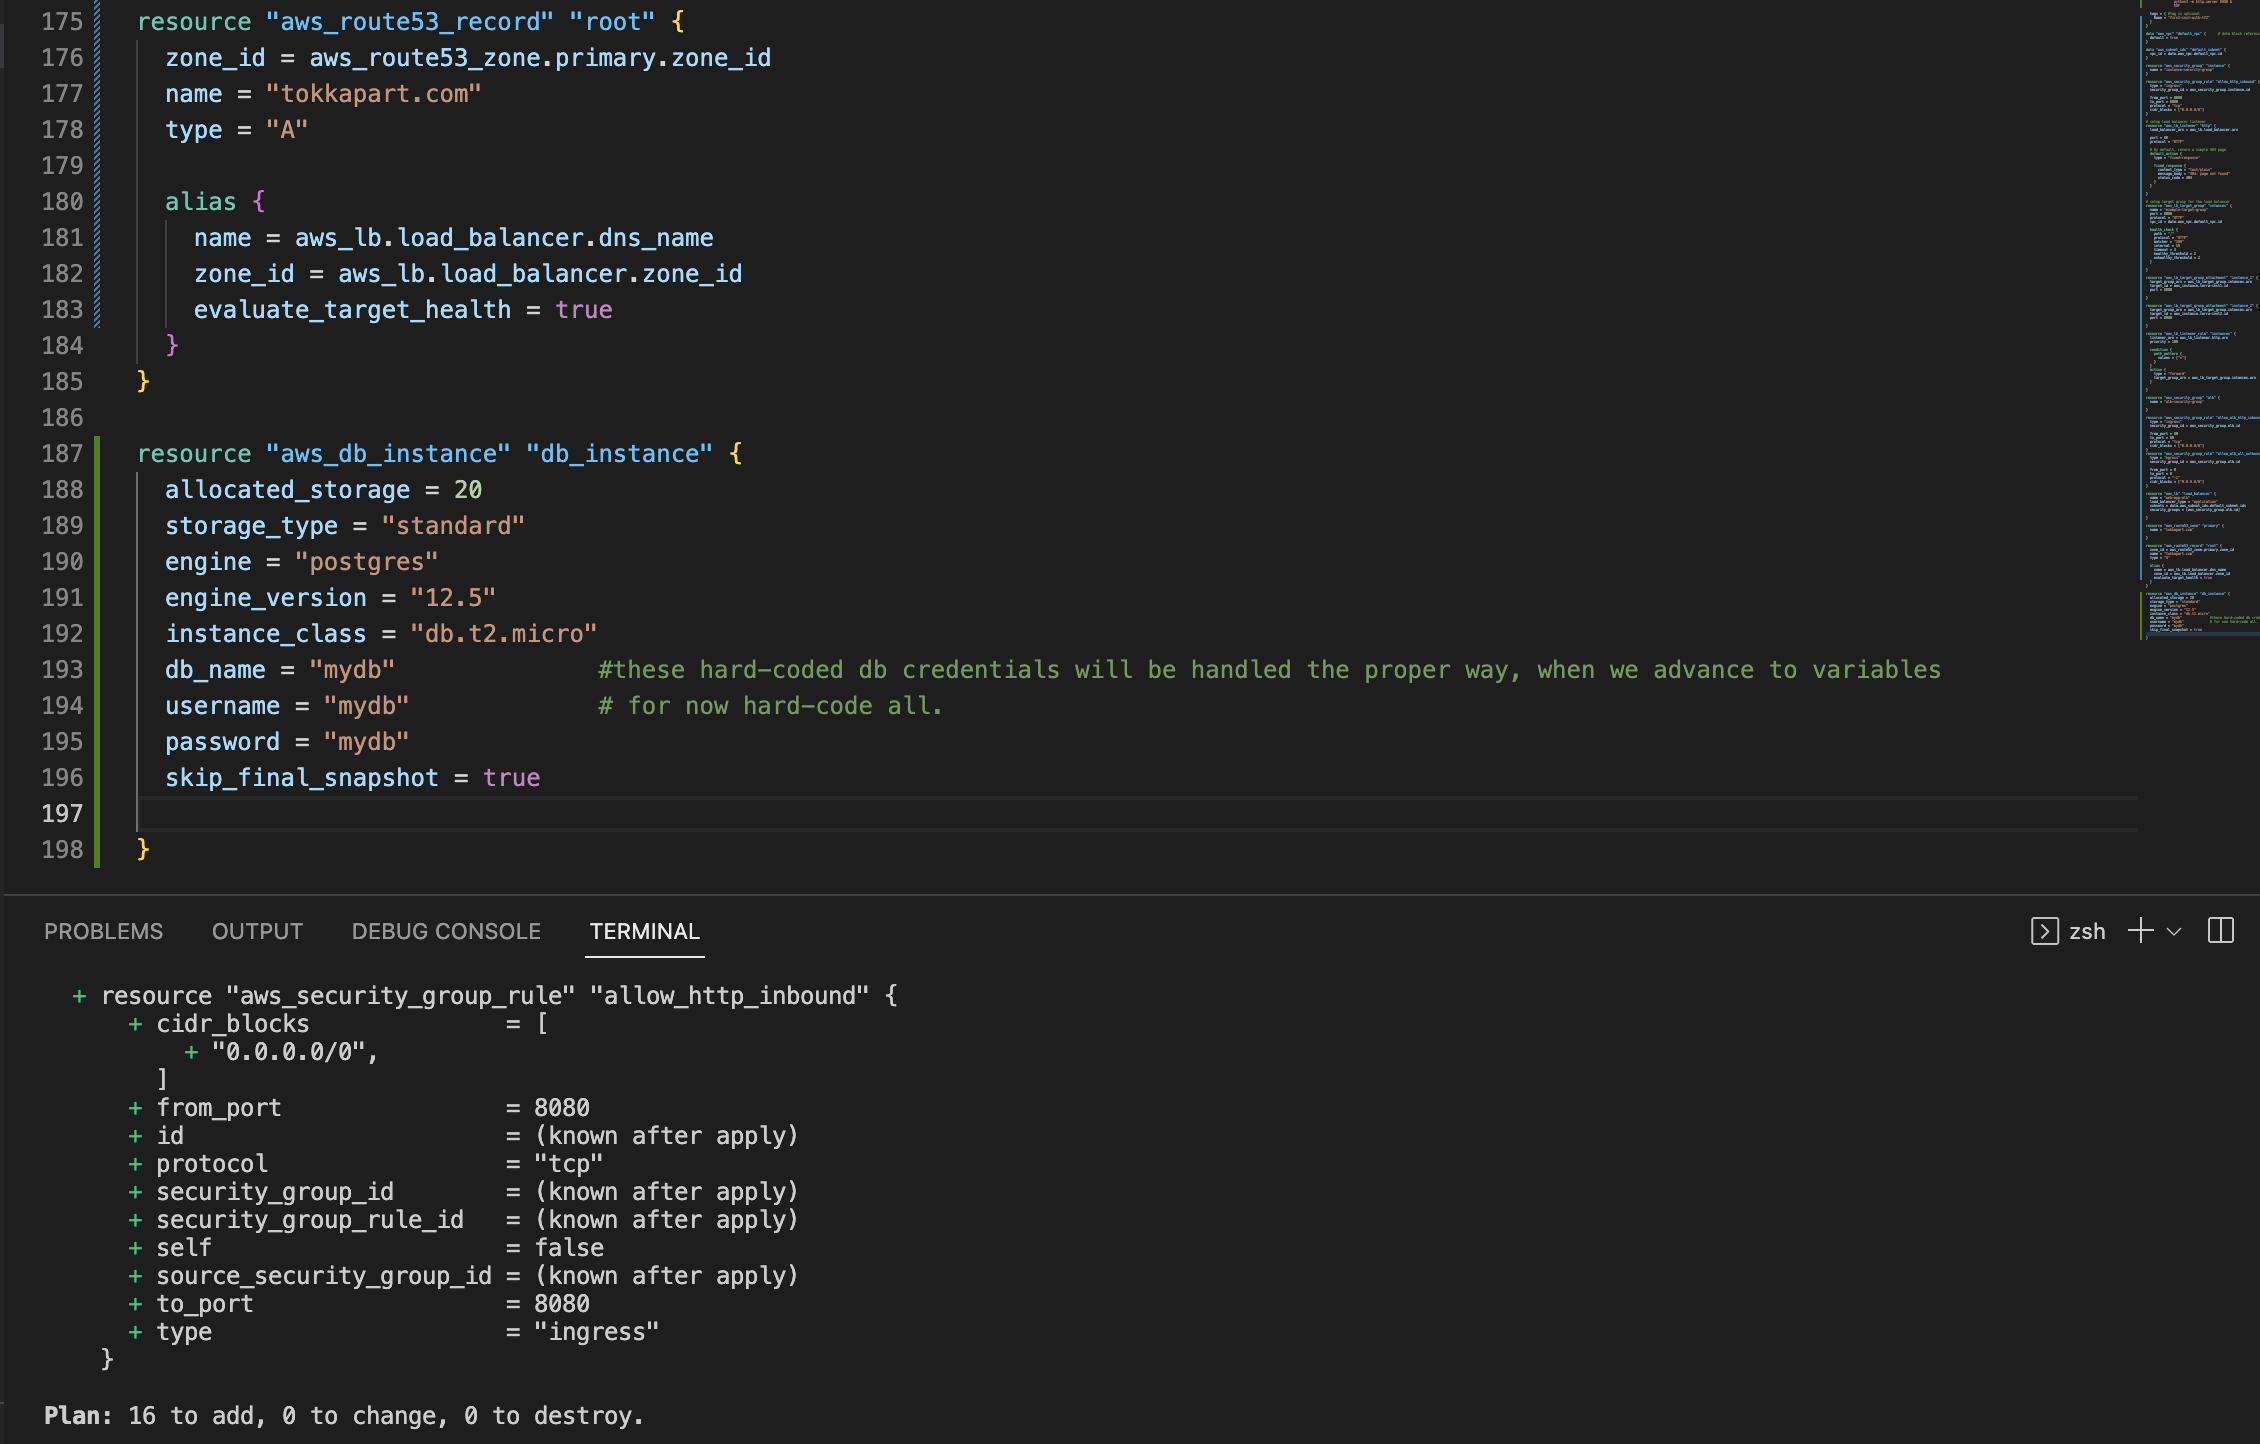 175 resource "aws_route53_record" "root" {
176 zone_id = aws_route53_zone.primary.zone_id
177 name = "tokkapart.com"
178 type = "A"
179
180 alias {
181 name = aws_lb.load_balancer.dns_name
182 zone_id = aws_lb.load_balancer.zone_id
183 evaluate_target_health = true
184 }
185 }
186
187 resource "aws_db_instance" "db_instance" {
188 allocated_storage = 20
189 storage_type = "standard"
190 engine = "postgres"
191 engine_version = "12.5"
192 instance_class = "db.t2.micro"
193 db_name = "mydb" #these hard-coded db credentials will be handled the proper way, when we advance to variables
194 username = "mydb" # for now hard-code all.
195 password = "mydb"
196 skip_final_snapshot = true
197
198 }
PROBLEMS OUTPUT DEBUG CONSOLE TERMINAL zsh
+ resource "aws_security_group_rule" "allow_http_inbound" {
+ cidr_blocks = [
+ "0.0.0.0/0",
]
+ from_port = 8080
+ id = (known after apply)
+ protocol = "tcp"
+ security_group_id = (known after apply)
+ security_group_rule_id = (known after apply)
+ self = false
+ source_security_group_id = (known after apply)
+ to_port = 8080
+ type = "ingress"
}
Plan: 16 to add, 0 to change, 0 to destroy.